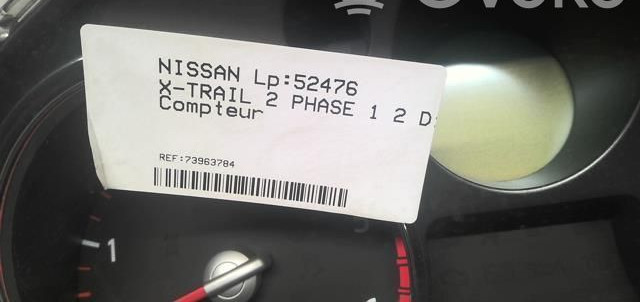 NISSAN Lp:52476
X-TRAIL 2 PHASE 1 2 D
Compteur
REF:73963784
1